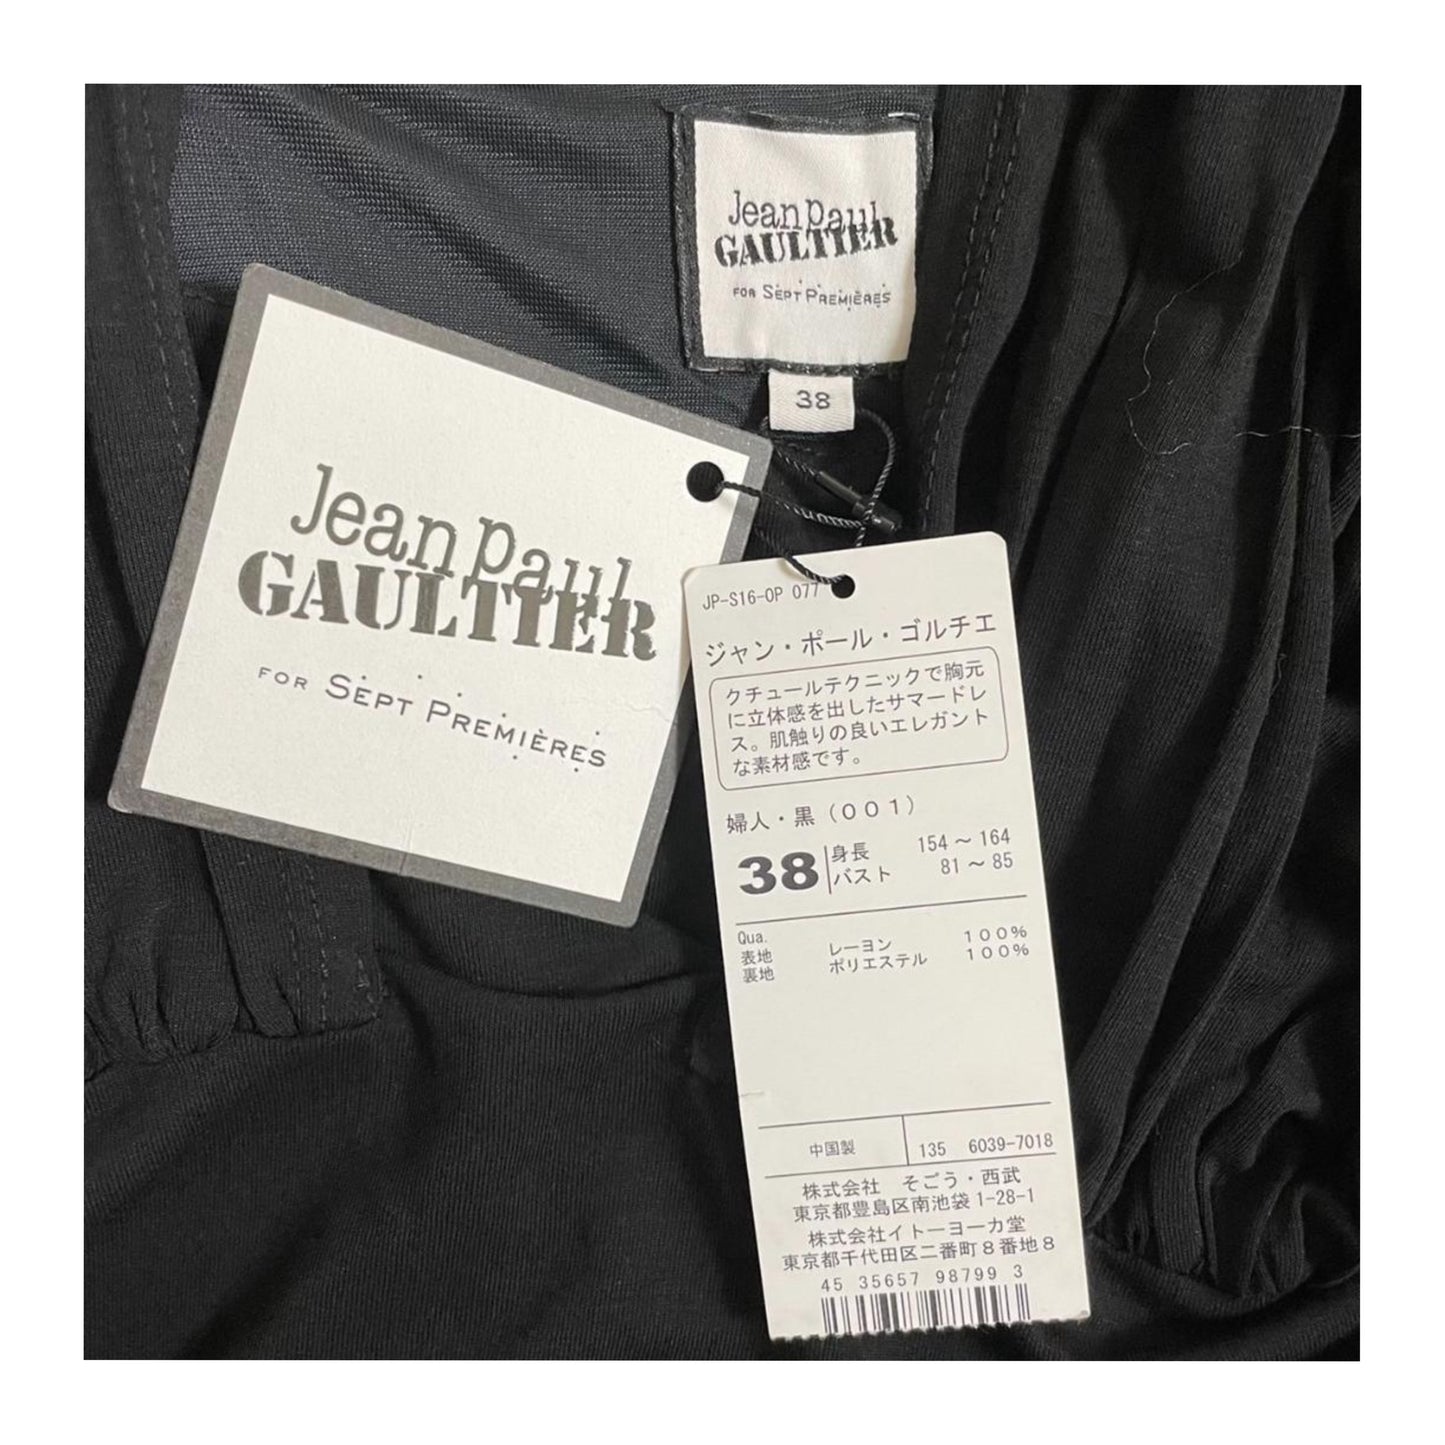 Jean Paul
GAULTIER
FOR SEPT PREMIÈRES
38
Jean Paul
GAULTIER
FOR SEPT PREMIÈRES
JP-S16-OP 077
ジャン・ポール・ゴルチエ
クチュールテクニックで胸元
に立体感を出したサマードレ
ス。肌触りの良いエレガント
な素材感です。
婦人・黒(001)
38 身長 154～164
バスト 81～85
Qua.
表地 レーヨン 100%
裏地 ポリエステル 100%
中国製 135 6039-7018
株式会社 そごう・西武
東京都豊島区南池袋1-28-1
株式会社イトーヨーカ堂
東京都千代田区二番町8番地8
45 35657 98799 3